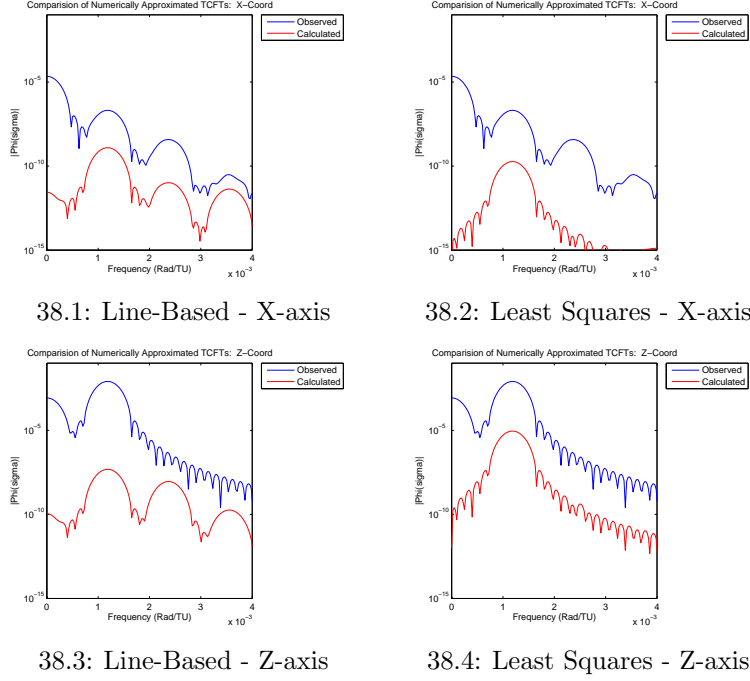 Comparision of Numerically Approximated TCFTs: X-Coord
Observed
Calculated
|Phi(sigma)|
10^-5
10^-10
10^-15
0 1 2 3 4
x 10^-3
Frequency (Rad/TU)
38.1: Line-Based - X-axis
Comparision of Numerically Approximated TCFTs: X-Coord
Observed
Calculated
|Phi(sigma)|
10^-5
10^-10
10^-15
0 1 2 3 4
x 10^-3
Frequency (Rad/TU)
38.2: Least Squares - X-axis
Comparision of Numerically Approximated TCFTs: Z-Coord
Observed
Calculated
|Phi(sigma)|
10^-5
10^-10
10^-15
0 1 2 3 4
x 10^-3
Frequency (Rad/TU)
38.3: Line-Based - Z-axis
Comparision of Numerically Approximated TCFTs: Z-Coord
Observed
Calculated
|Phi(sigma)|
10^-5
10^-10
10^-15
0 1 2 3 4
x 10^-3
Frequency (Rad/TU)
38.4: Least Squares - Z-axis